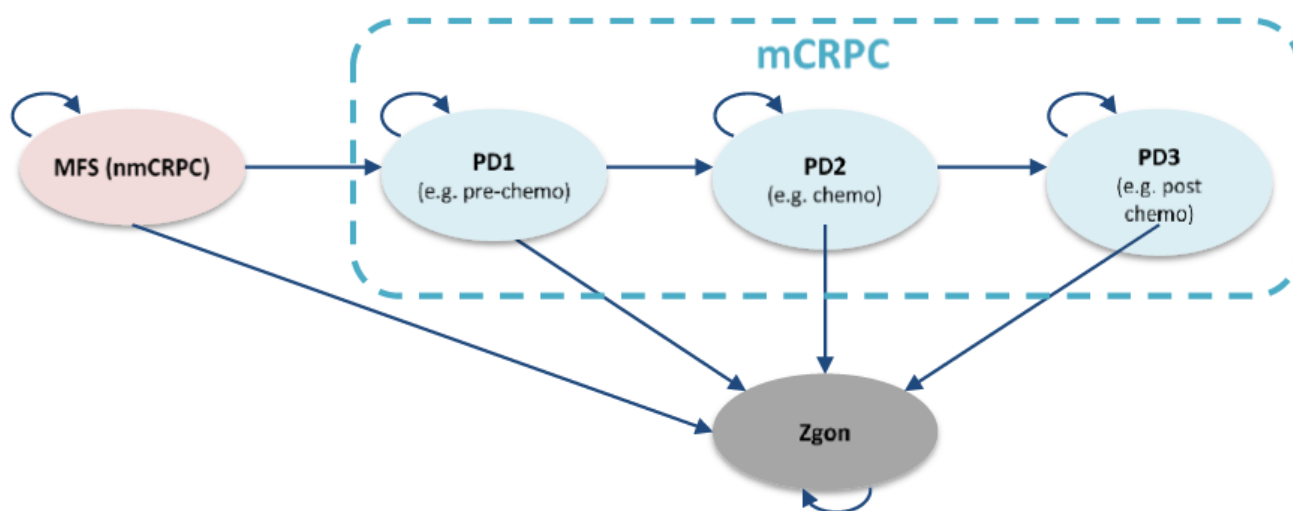 mCRPC
MFS (nmCRPC)
PD1
(e.g. pre-chemo)
PD2
(e.g. chemo)
PD3
(e.g. post
chemo)
Zgon